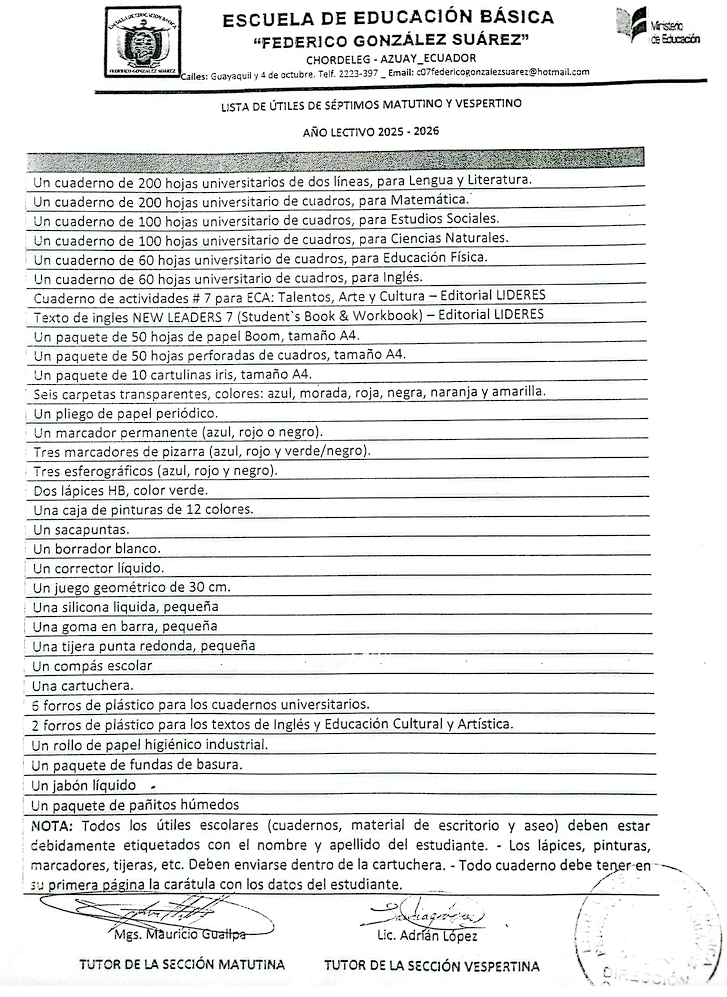 ESCUELA DE EDUCACIÓN BÁSICA
"FEDERICO GONZÁLEZ SUÁREZ"
CHORDELEG - AZUAY_ECUADOR
Calles: Guayaquil y 4 de octubre. Telf. 2223-397 _ Email: c07federicogonzalezsuarez@hotmail.com
FEDERICO GONZÁLEZ SUÁREZ
Ministerio
de Educación
LISTA DE ÚTILES DE SÉPTIMOS MATUTINO Y VESPERTINO
AÑO LECTIVO 2025 - 2026
Un cuaderno de 200 hojas universitarios de dos líneas, para Lengua y Literatura.
Un cuaderno de 200 hojas universitario de cuadros, para Matemática.
Un cuaderno de 100 hojas universitario de cuadros, para Estudios Sociales.
Un cuaderno de 100 hojas universitario de cuadros, para Ciencias Naturales.
Un cuaderno de 60 hojas universitario de cuadros, para Educación Física.
Un cuaderno de 60 hojas universitario de cuadros, para Inglés.
Cuaderno de actividades # 7 para ECA: Talentos, Arte y Cultura – Editorial LIDERES
Texto de ingles NEW LEADERS 7 (Student`s Book & Workbook) – Editorial LIDERES
Un paquete de 50 hojas de papel Boom, tamaño A4.
Un paquete de 50 hojas perforadas de cuadros, tamaño A4.
Un paquete de 10 cartulinas iris, tamaño A4.
Seis carpetas transparentes, colores: azul, morada, roja, negra, naranja y amarilla.
Un pliego de papel periódico.
Un marcador permanente (azul, rojo o negro).
Tres marcadores de pizarra (azul, rojo y verde/negro).
Tres esferográficos (azul, rojo y negro).
Dos lápices HB, color verde.
Una caja de pinturas de 12 colores.
Un sacapuntas.
Un borrador blanco.
Un corrector líquido.
Un juego geométrico de 30 cm.
Una silicona liquida, pequeña
Una goma en barra, pequeña
Una tijera punta redonda, pequeña
Un compás escolar
Una cartuchera.
6 forros de plástico para los cuadernos universitarios.
2 forros de plástico para los textos de Inglés y Educación Cultural y Artística.
Un rollo de papel higiénico industrial.
Un paquete de fundas de basura.
Un jabón líquido
Un paquete de pañitos húmedos
NOTA: Todos los útiles escolares (cuadernos, material de escritorio y aseo) deben estar
debidamente etiquetados con el nombre y apellido del estudiante. - Los lápices, pinturas,
marcadores, tijeras, etc. Deben enviarse dentro de la cartuchera. - Todo cuaderno debe tener en
su primera página la carátula con los datos del estudiante.
Mgs. Mauricio Guallpa
Lic. Adrián López
TUTOR DE LA SECCIÓN MATUTINA
TUTOR DE LA SECCIÓN VESPERTINA
DIRECCIÓN